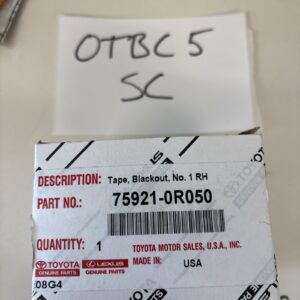 OTBC 5
SC
DESCRIPTION: Tape, Blackout, No. 1 RH
PART NO.: 75921-0R050
QUANTITY: 1 TOYOTA MOTOR SALES, U.S.A., INC.
TOYOTA LEXUS MADE IN: USA
GENUINE PARTS GENUINE PARTS
08G4